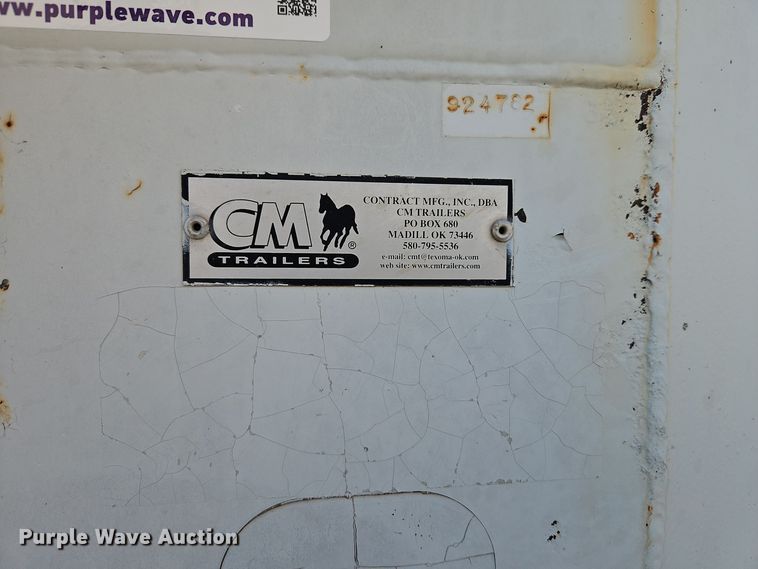 www.purplewave.com
924762
CM
TRAILERS
®
CONTRACT MFG., INC., DBA
CM TRAILERS
PO BOX 680
MADILL OK 73446
580-795-5536
e-mail: cmt@texoma-ok.com
web site: www.cmtrailers.com
Purple Wave Auction